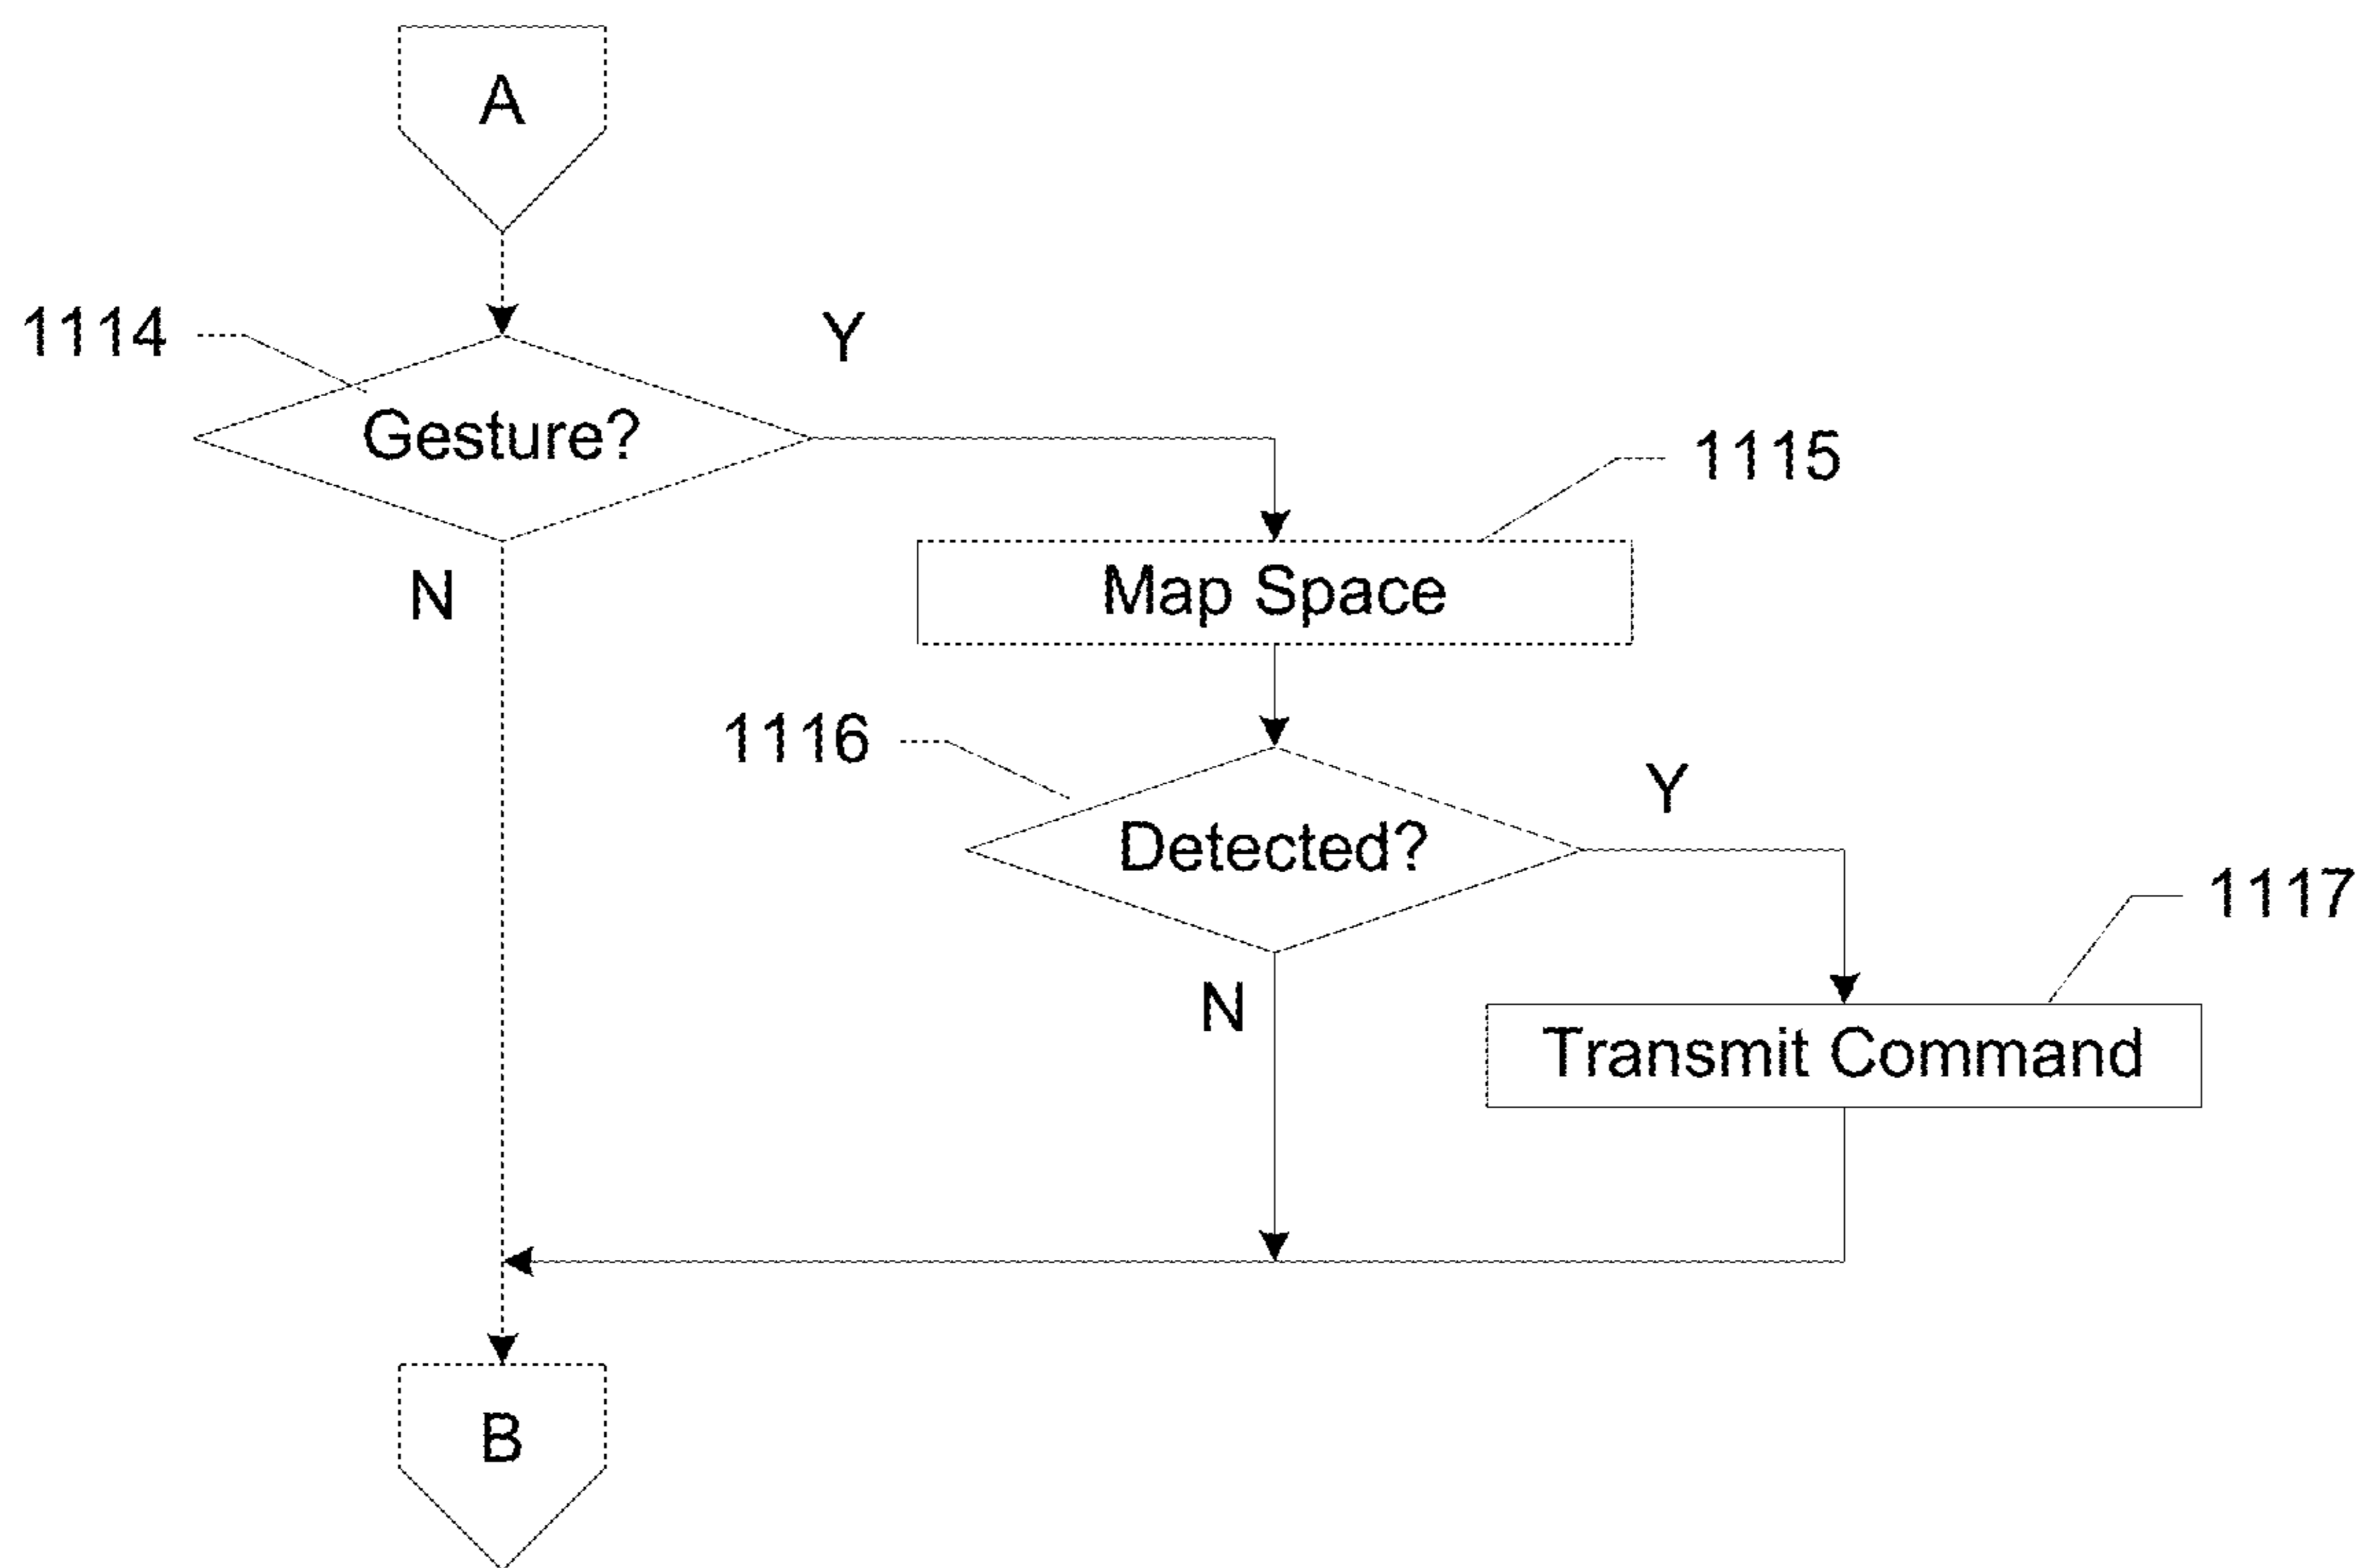 A
1114
Y
Gesture?
1115
N
Map Space
1116
Y
Detected?
1117
N
Transmit Command
B